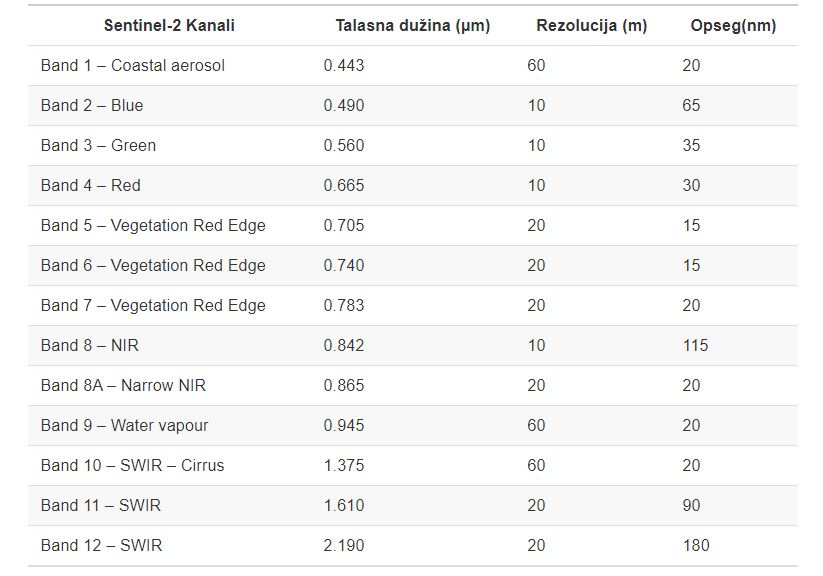 Sentinel-2 Kanali Talasna dužina (µm) Rezolucija (m) Opseg(nm)
Band 1 – Coastal aerosol 0.443 60 20
Band 2 – Blue 0.490 10 65
Band 3 – Green 0.560 10 35
Band 4 – Red 0.665 10 30
Band 5 – Vegetation Red Edge 0.705 20 15
Band 6 – Vegetation Red Edge 0.740 20 15
Band 7 – Vegetation Red Edge 0.783 20 20
Band 8 – NIR 0.842 10 115
Band 8A – Narrow NIR 0.865 20 20
Band 9 – Water vapour 0.945 60 20
Band 10 – SWIR – Cirrus 1.375 60 20
Band 11 – SWIR 1.610 20 90
Band 12 – SWIR 2.190 20 180